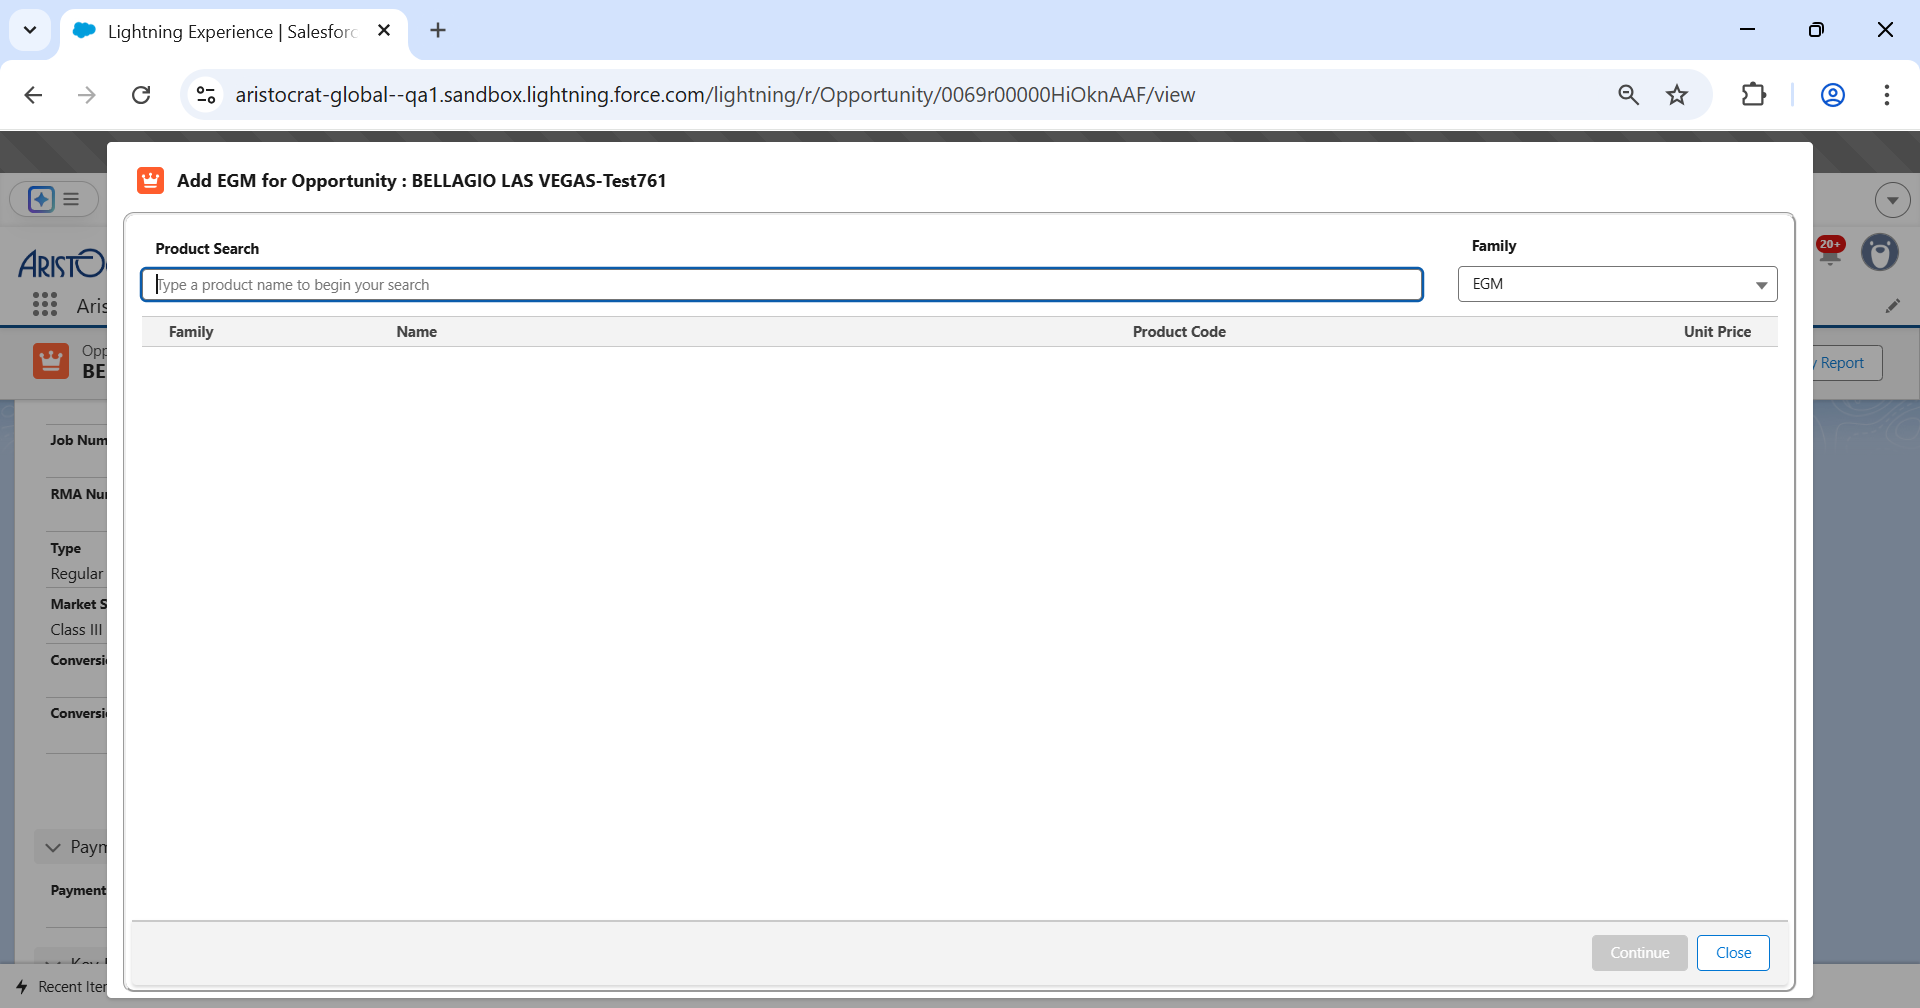 Lightning Experience | Salesforc
aristocrat-global--qa1.sandbox.lightning.force.com/lightning/r/Opportunity/0069r00000HiOknAAF/view
Add EGM for Opportunity : BELLAGIO LAS VEGAS-Test761
Product Search
Family
Type a product name to begin your search
EGM
Family Name Product Code Unit Price
ARISTOC
Aris
20+
Opp
BE
y Report
Job Num
RMA Nu
Type
Regular
Market S
Class III
Conversi
Conversi
Paym
Payment
Key
Continue
Close
Recent Iter